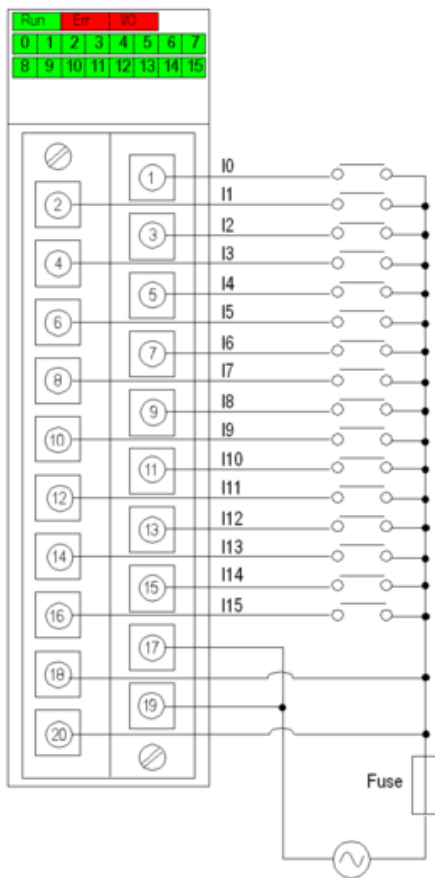 Run Err I/O
0 1 2 3 4 5 6 7
8 9 10 11 12 13 14 15
1 I0
2 I1
3 I2
4 I3
5 I4
6 I5
7 I6
8 I7
9 I8
10 I9
11 I10
12 I11
13 I12
14 I13
15 I14
16 I15
17
18
19
20
Fuse